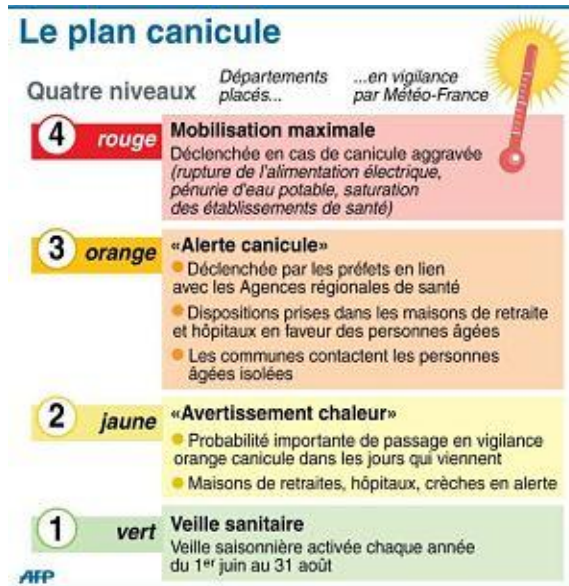 Le plan canicule
Quatre niveaux
Départements
placés...
...en vigilance
par Météo-France
4 rouge
Mobilisation maximale
Déclenchée en cas de canicule aggravée
(rupture de l'alimentation électrique,
pénurie d'eau potable, saturation
des établissements de santé)
3 orange
«Alerte canicule»
Déclenchée par les préfets en lien
avec les Agences régionales de santé
Dispositions prises dans les maisons de retraite
et hôpitaux en faveur des personnes âgées
Les communes contactent les personnes
âgées isolées
2 jaune
«Avertissement chaleur»
Probabilité importante de passage en vigilance
orange canicule dans les jours qui viennent
Maisons de retraites, hôpitaux, crèches en alerte
1 vert
Veille sanitaire
Veille saisonnière activée chaque année
du 1er juin au 31 août
AFP